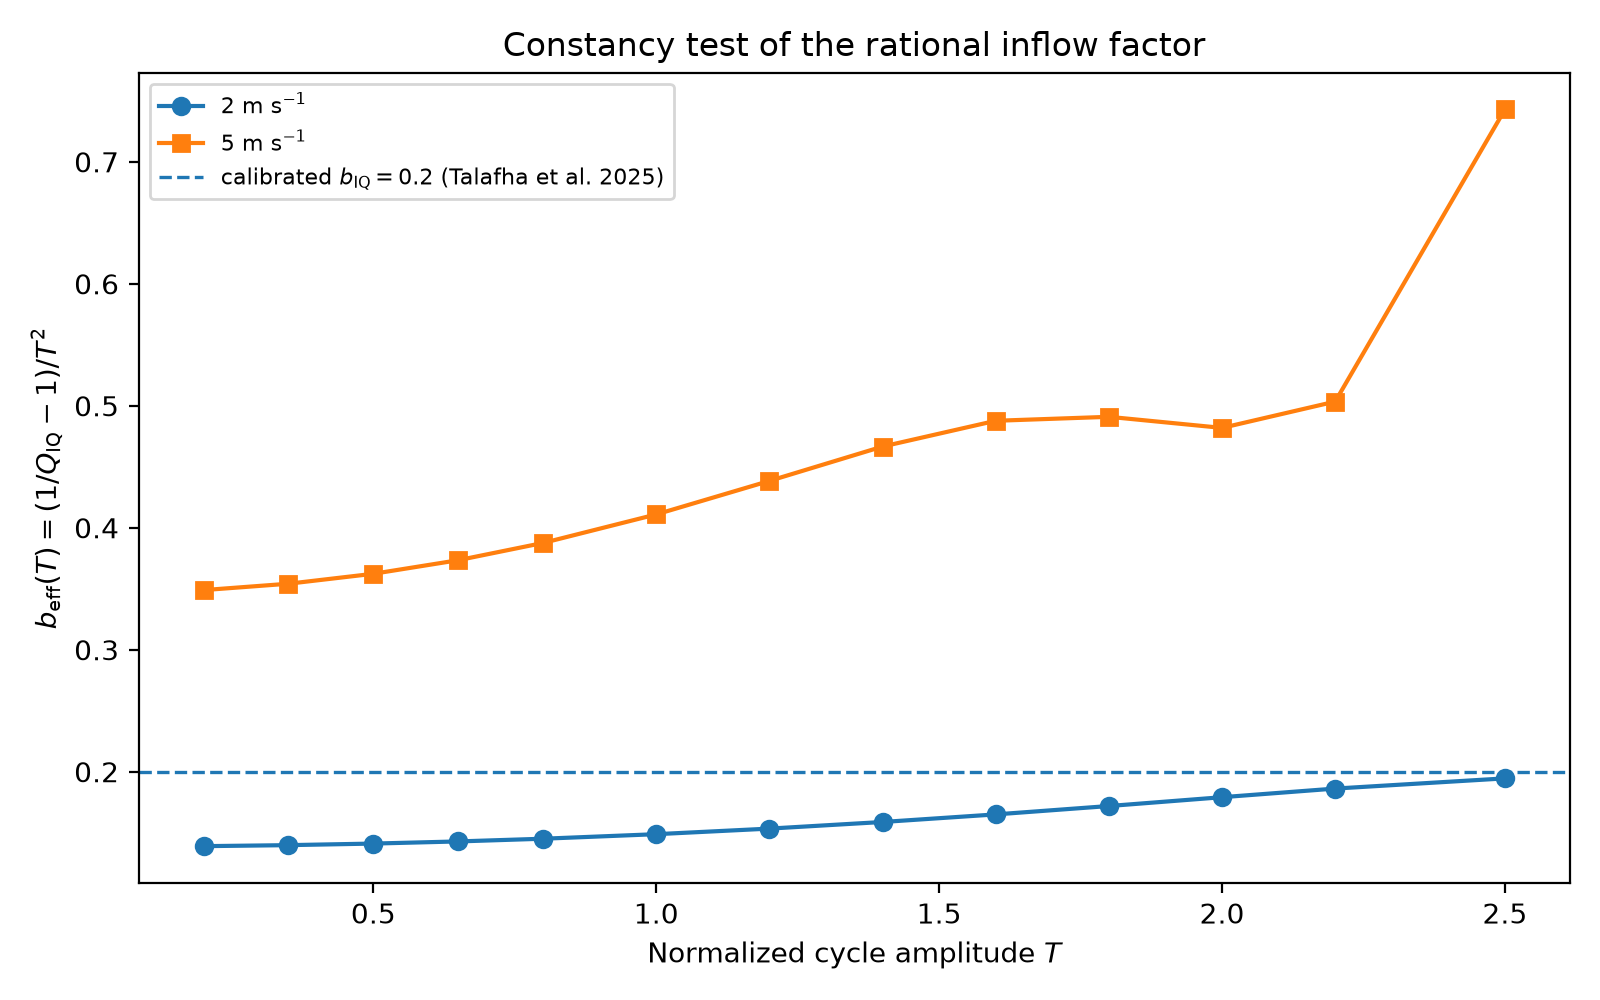 Constancy test of the rational inflow factor
2 m s⁻¹
5 m s⁻¹
calibrated b_IQ = 0.2 (Talafha et al. 2025)
0.7
0.6
0.5
0.4
0.3
0.2
b_eff(T) = (1/Q_IQ − 1)/T²
0.5
1.0
1.5
2.0
2.5
Normalized cycle amplitude T